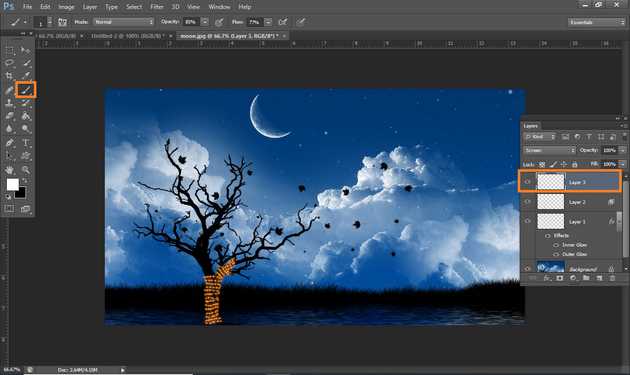 Ps File Edit Image Layer Type Select Filter 3D View Window Help
1 Mode: Normal Opacity: Flow: Essentials
66.7% (RGB/8) × Untitled-2 @ 100% (RGB/8) * × moon.jpg @ 66.7% (Layer 3, RGB/8*) * ×
Layers
Kind
Screen Opacity: 100%
Lock: Fill: 100%
Layer 3
Layer 2
Layer 1 fx
Effects
Inner Glow
Outer Glow
Background
66.67% Doc: 2.64M/4.15M